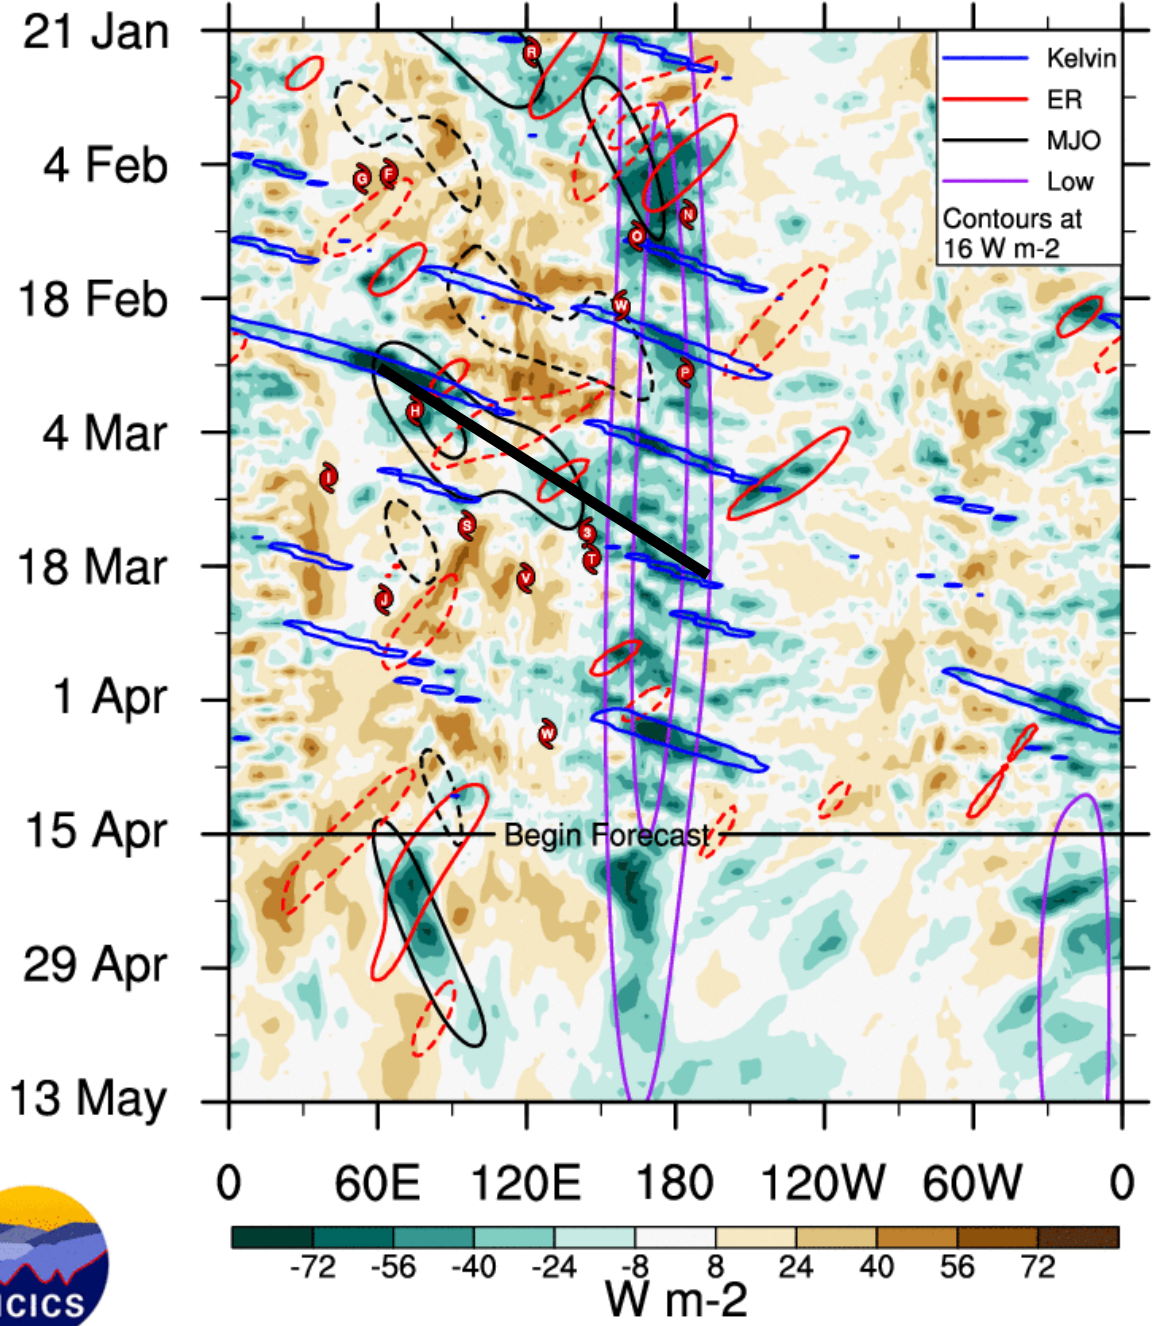 21 Jan
4 Feb
18 Feb
4 Mar
18 Mar
1 Apr
15 Apr
29 Apr
13 May
Kelvin
ER
MJO
Low
Contours at
16 W m-2
R
G
F
N
O
W
P
H
I
S
3
T
V
J
W
Begin Forecast
0 60E 120E 180 120W 60W 0
-72 -56 -40 -24 -8 8 24 40 56 72
W m-2
CICS